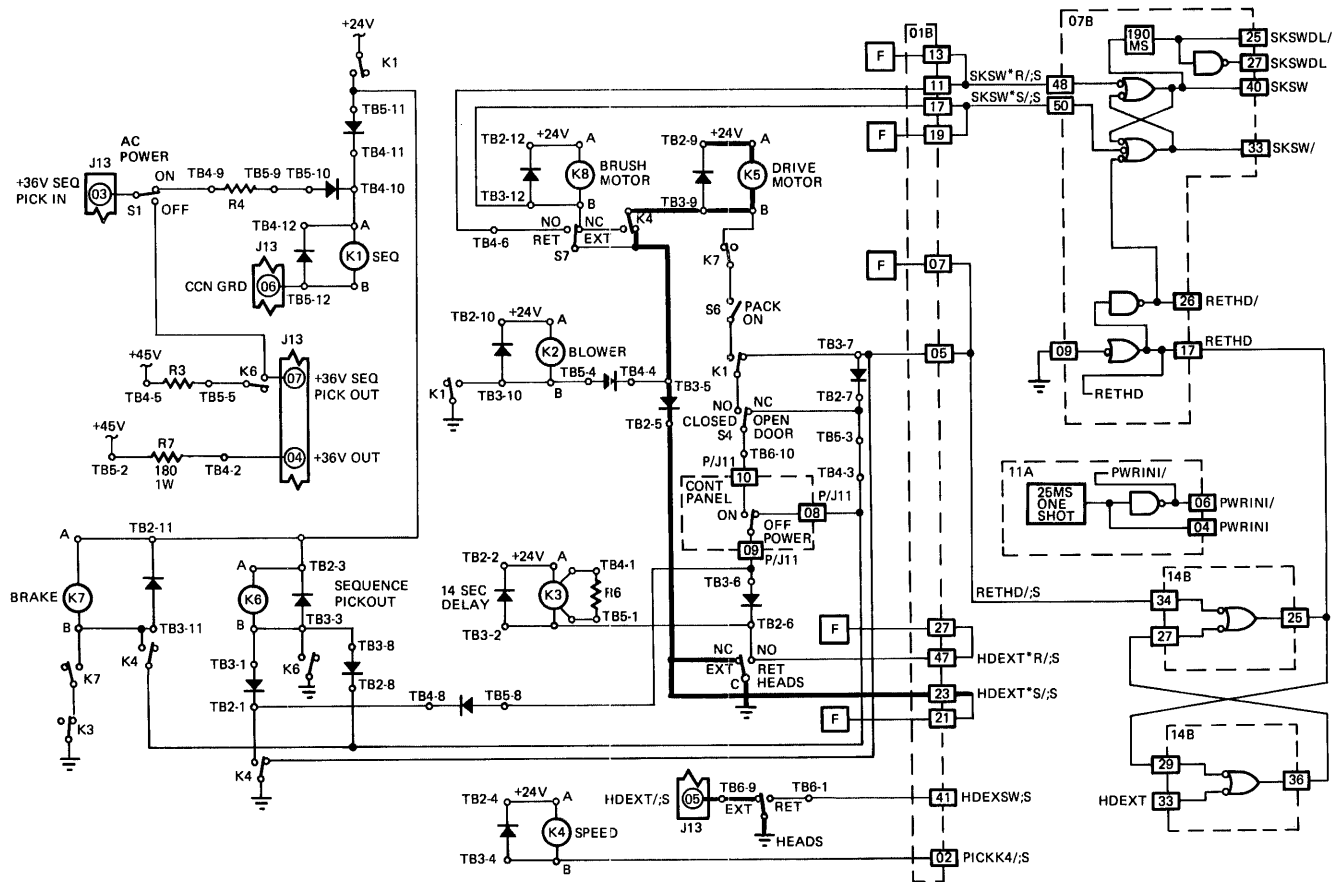 +24V
K1
TB5-11
TB4-11
AC
POWER
J13
+36V SEQ
PICK IN
03
S1
ON
OFF
TB4-9
R4
TB5-9
TB5-10
TB4-10
TB4-12
A
K1
SEQ
B
J13
CCN GRD
06
TB5-12
J13
+45V
R3
TB4-5
TB5-5
K6
07
+36V SEQ
PICK OUT
+45V
R7
180
1W
TB5-2
TB4-2
04
+36V OUT
A
TB2-11
BRAKE
K7
B
TB3-11
K4
K7
K3
A
TB2-3
SEQUENCE
PICKOUT
K6
B
TB3-3
TB3-1
K6
TB3-8
TB2-8
TB2-1
K4
TB4-8
TB5-8
TB2-12
+24V
A
K8
BRUSH
MOTOR
TB3-12
B
TB4-6
NO
RET
NC
EXT
S7
K4
TB2-9
+24V
A
K5
DRIVE
MOTOR
TB3-9
B
K7
S6
PACK
ON
K1
TB3-7
TB2-7
NO
CLOSED
S4
NC
OPEN
DOOR
TB5-3
TB6-10
TB4-3
P/J11
10
CONT
PANEL
ON
OFF
POWER
08
P/J11
09
P/J11
TB2-10
+24V
A
K2
BLOWER
K1
TB3-10
B
TB5-4
TB4-4
TB3-5
TB2-5
TB2-2
+24V
A
TB4-1
14 SEC
DELAY
K3
R6
TB5-1
TB3-2
TB3-6
TB2-6
NC
EXT
C
NO
RET
HEADS
TB2-4
+24V
A
K4
SPEED
TB3-4
B
HDEXT/;S
05
J13
TB6-9
EXT
RET
TB6-1
HEADS
01B
F
13
11
17
F
19
F
07
05
F
27
47
HDEXT*R/;S
23
HDEXT*S/;S
F
21
41
HDEXSW;S
02
PICKK4/;S
SKSW*R/;S
SKSW*S/;S
07B
190
MS
25
SKSWDL/
27
SKSWDL
48
40
SKSW
50
33
SKSW/
26
RETHD/
09
17
RETHD
RETHD
11A
25MS
ONE
SHOT
PWRINI/
06
PWRINI/
04
PWRINI
14B
RETHD/;S
34
27
25
14B
29
36
HDEXT
33